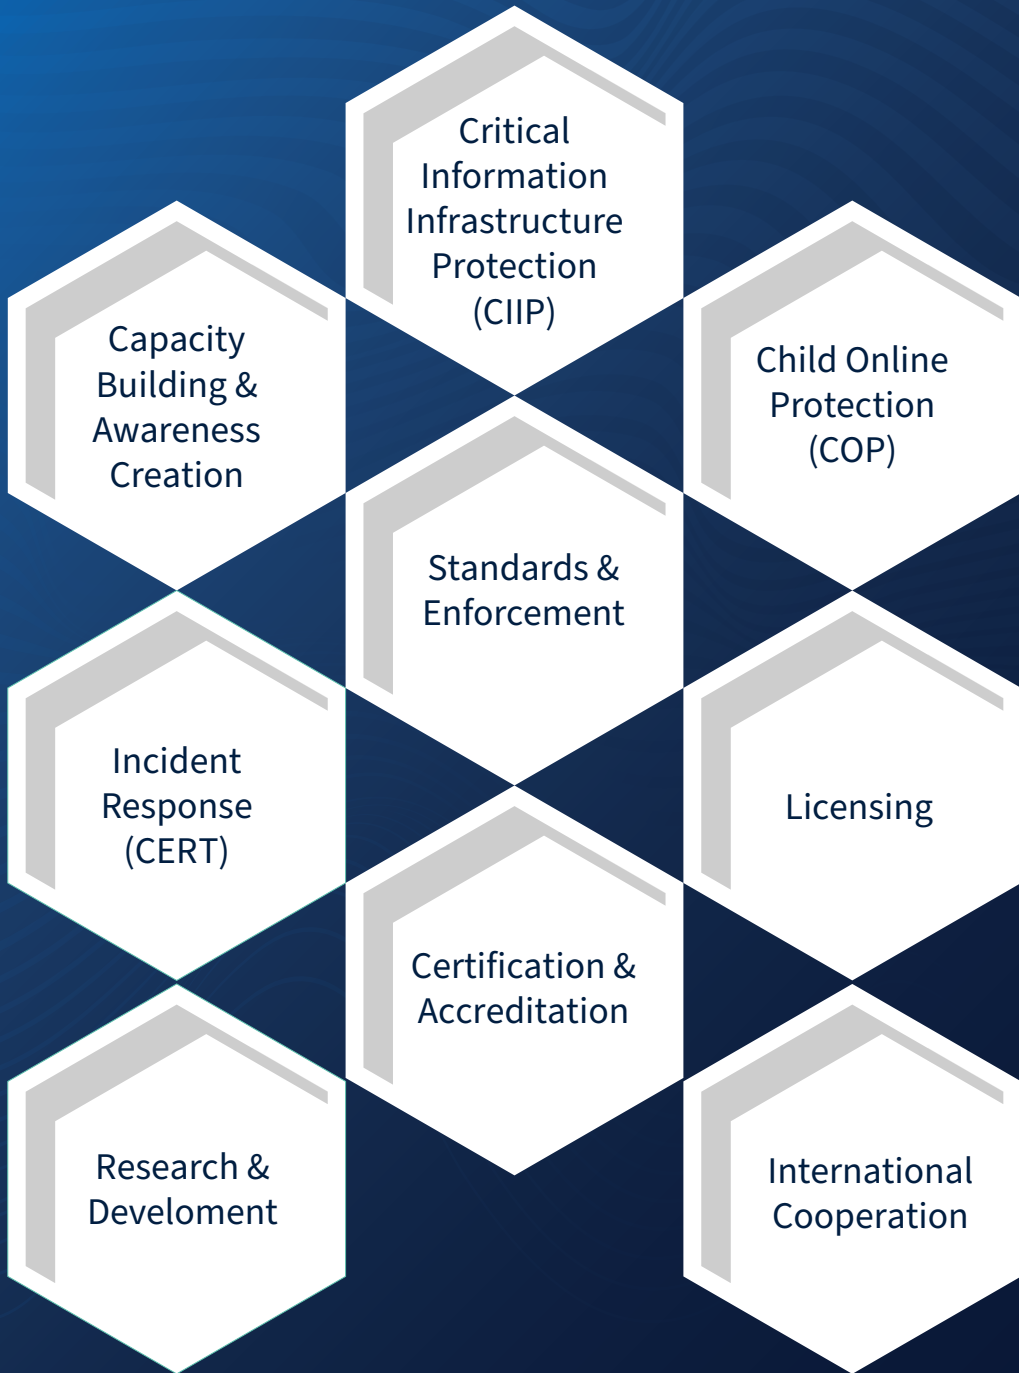 Critical
Information
Infrastructure
Protection
(CIIP)
Capacity
Building &
Awareness
Creation
Child Online
Protection
(COP)
Standards &
Enforcement
Incident
Response
(CERT)
Licensing
Certification &
Accreditation
Research &
Develoment
International
Cooperation